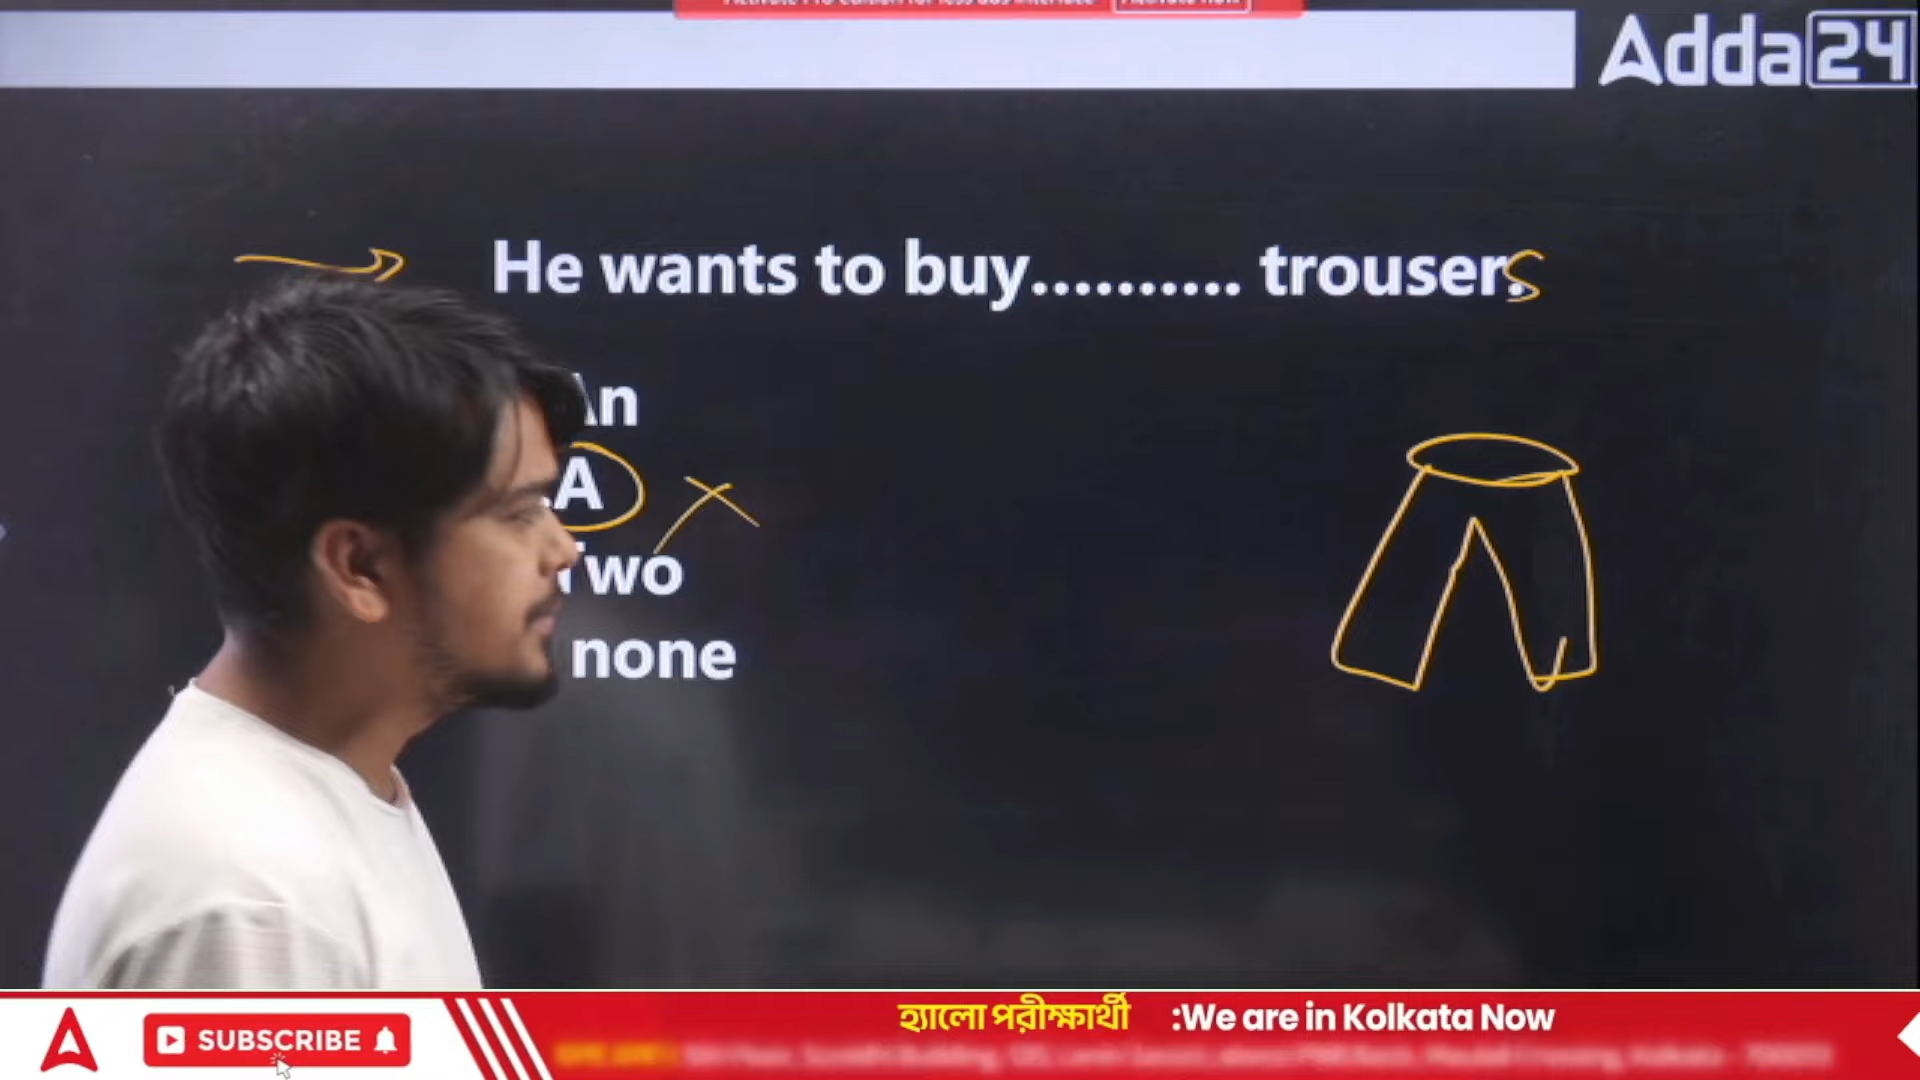 Adda24
He wants to buy.......... trousers
An
.A
Two
none
SUBSCRIBE
হ্যালো পরীক্ষার্থী :We are in Kolkata Now